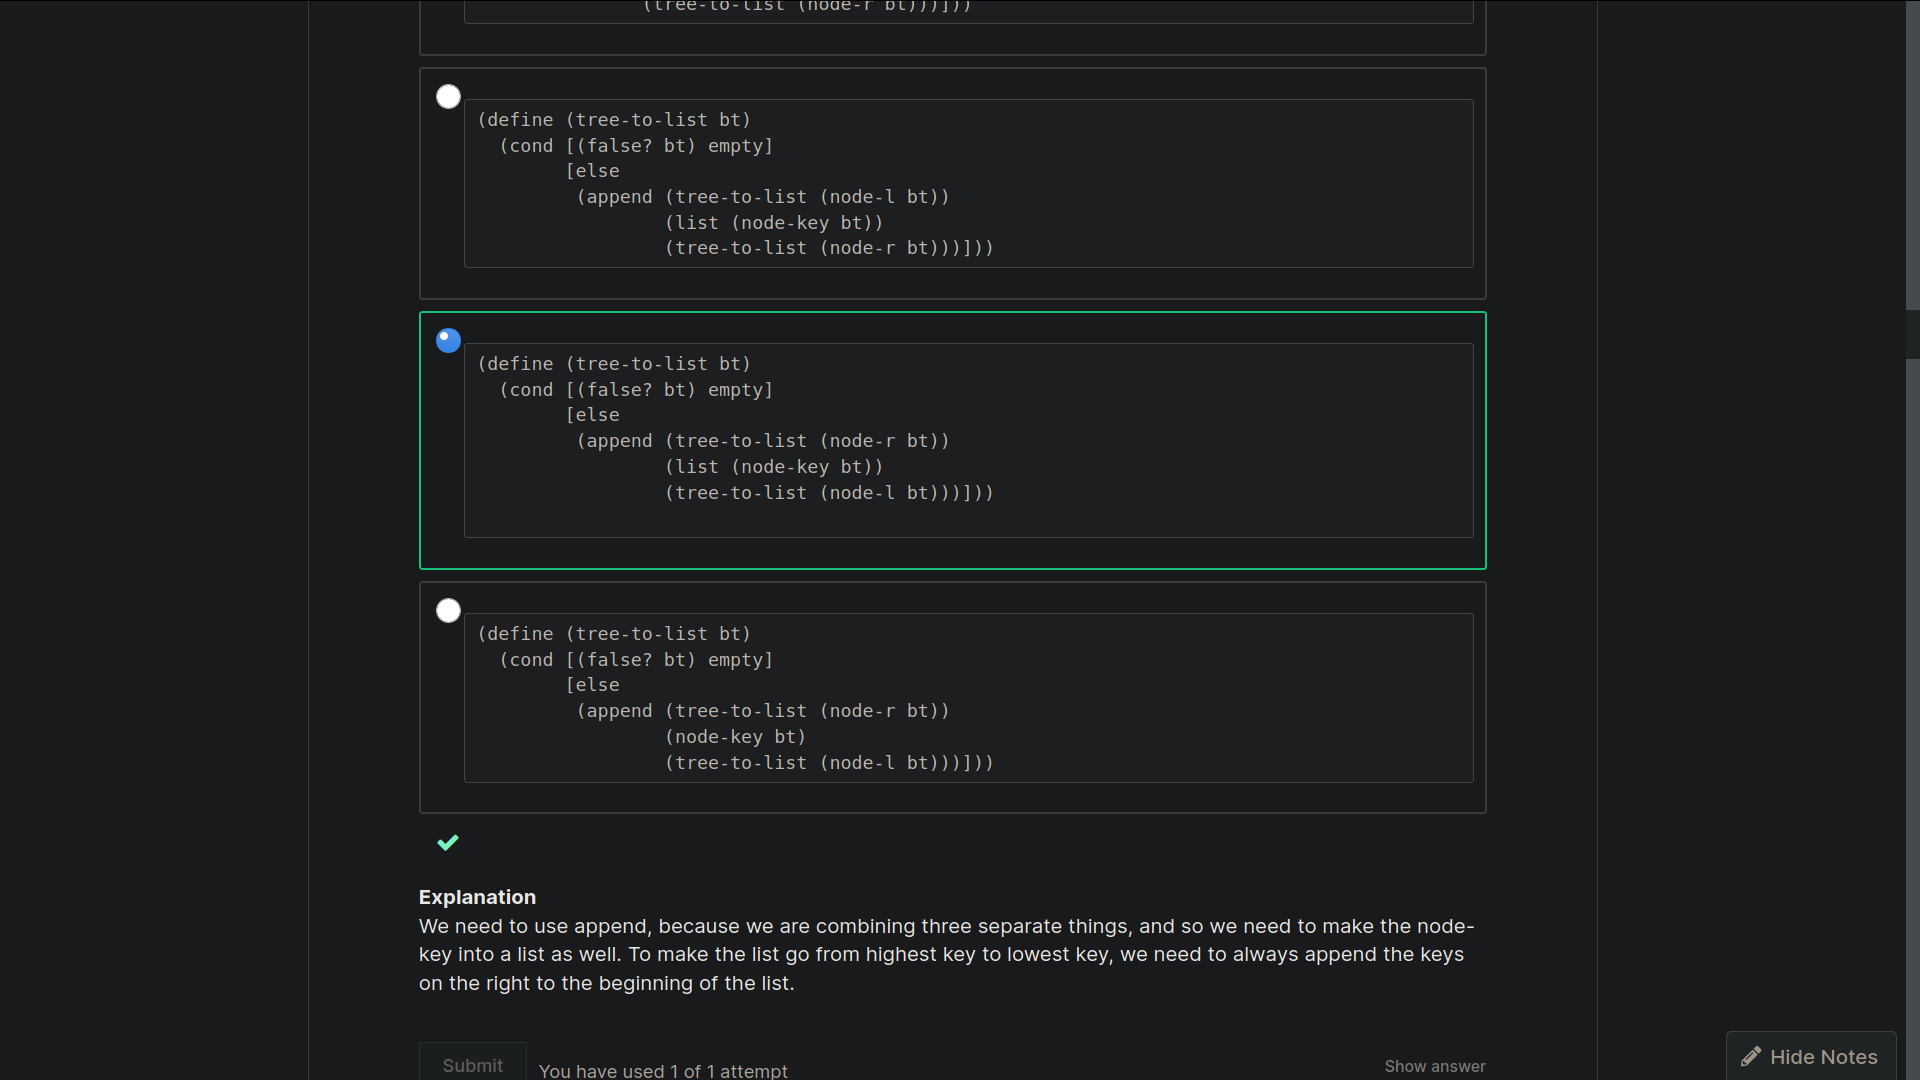 (tree-to-list (node-r bt)))]))
(define (tree-to-list bt)
  (cond [(false? bt) empty]
        [else
         (append (tree-to-list (node-l bt))
                 (list (node-key bt))
                 (tree-to-list (node-r bt)))]))
(define (tree-to-list bt)
  (cond [(false? bt) empty]
        [else
         (append (tree-to-list (node-r bt))
                 (list (node-key bt))
                 (tree-to-list (node-l bt)))]))
(define (tree-to-list bt)
  (cond [(false? bt) empty]
        [else
         (append (tree-to-list (node-r bt))
                 (node-key bt)
                 (tree-to-list (node-l bt)))]))
Explanation
We need to use append, because we are combining three separate things, and so we need to make the node-
key into a list as well. To make the list go from highest key to lowest key, we need to always append the keys
on the right to the beginning of the list.
Submit
You have used 1 of 1 attempt
Show answer
Hide Notes